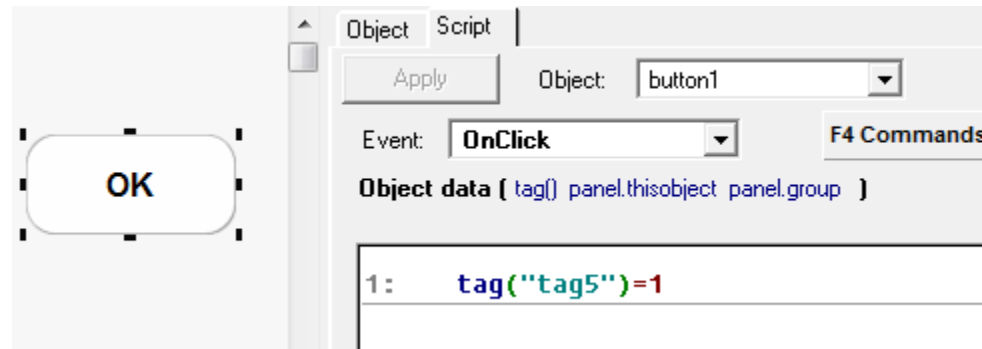 Object Script
Apply Object: button1
Event: OnClick F4 Commands
OK
Object data ( tag() panel.thisobject panel.group )
1: tag("tag5")=1